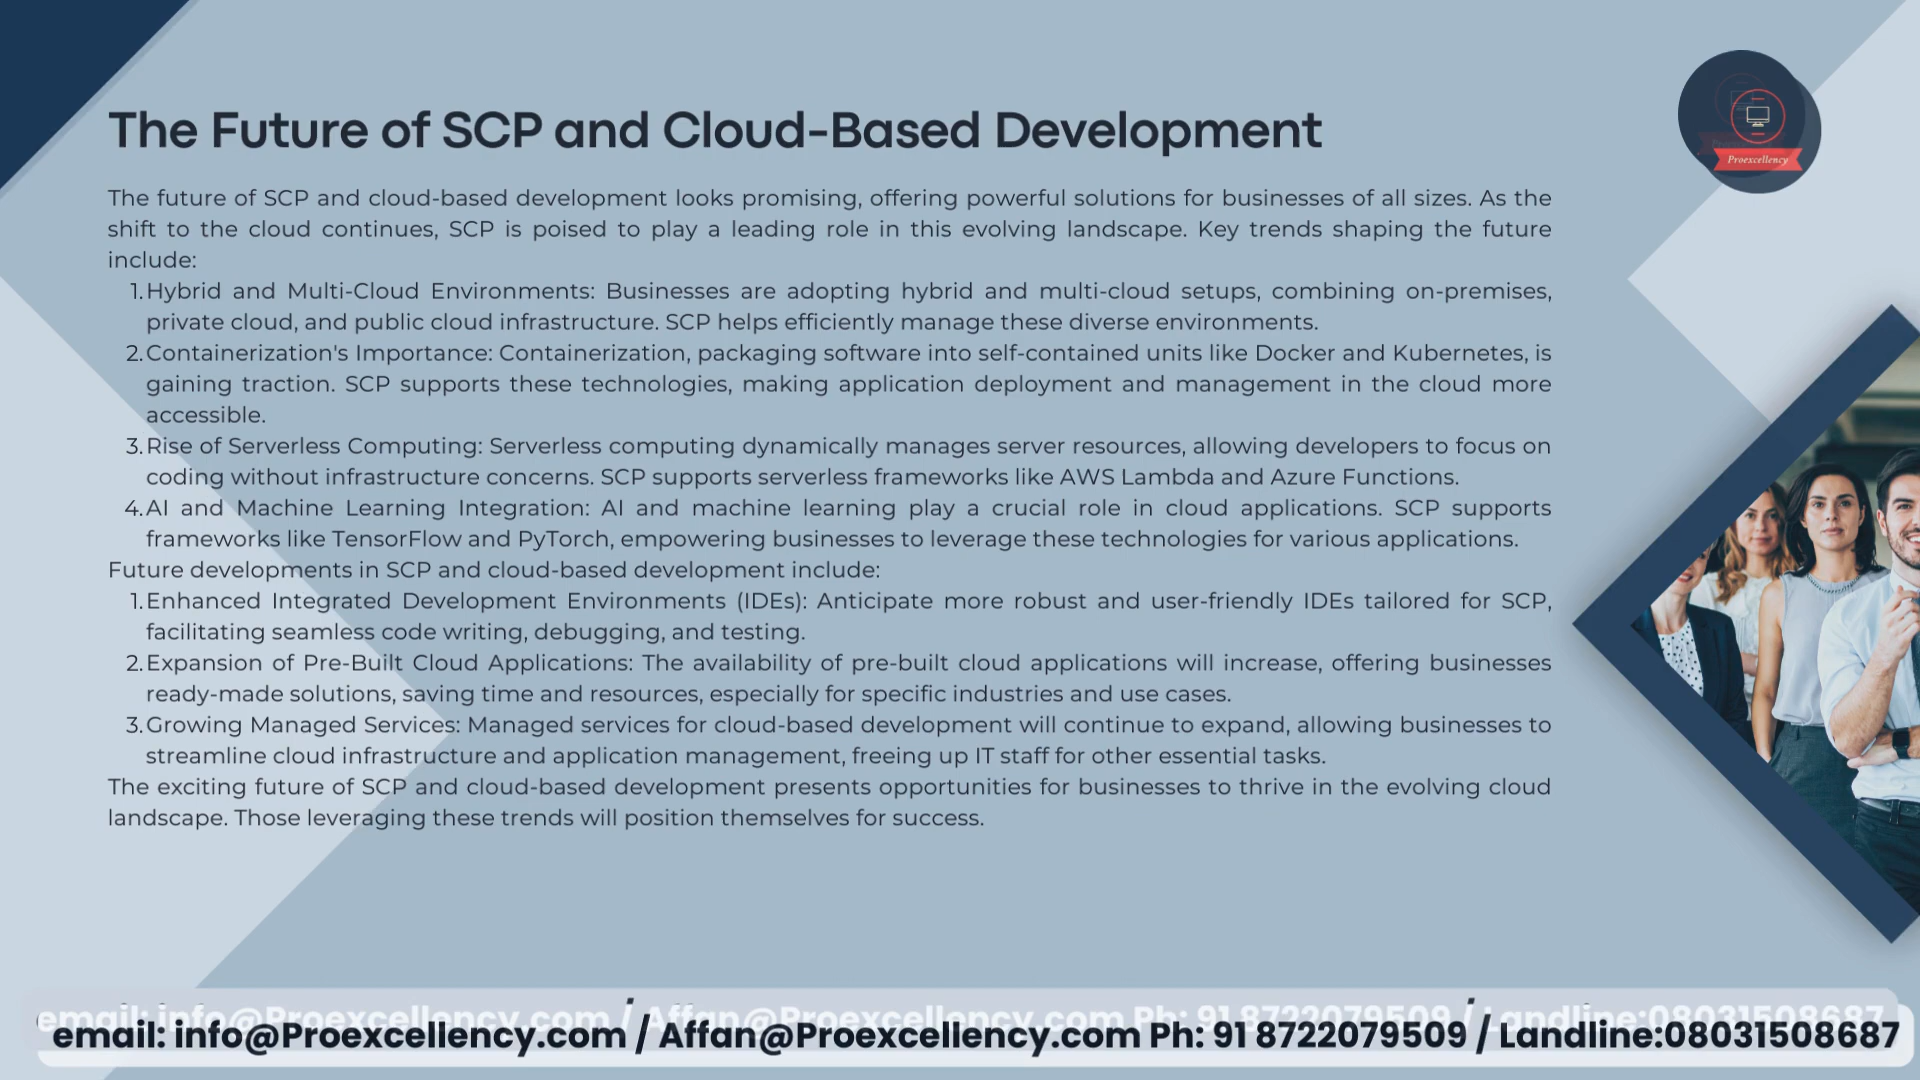 The Future of SCP and Cloud-Based Development
Proexcellency
The future of SCP and cloud-based development looks promising, offering powerful solutions for businesses of all sizes. As the
shift to the cloud continues, SCP is poised to play a leading role in this evolving landscape. Key trends shaping the future
include:
1. Hybrid and Multi-Cloud Environments: Businesses are adopting hybrid and multi-cloud setups, combining on-premises,
private cloud, and public cloud infrastructure. SCP helps efficiently manage these diverse environments.
2. Containerization's Importance: Containerization, packaging software into self-contained units like Docker and Kubernetes, is
gaining traction. SCP supports these technologies, making application deployment and management in the cloud more
accessible.
3. Rise of Serverless Computing: Serverless computing dynamically manages server resources, allowing developers to focus on
coding without infrastructure concerns. SCP supports serverless frameworks like AWS Lambda and Azure Functions.
4. AI and Machine Learning Integration: AI and machine learning play a crucial role in cloud applications. SCP supports
frameworks like TensorFlow and PyTorch, empowering businesses to leverage these technologies for various applications.
Future developments in SCP and cloud-based development include:
1. Enhanced Integrated Development Environments (IDEs): Anticipate more robust and user-friendly IDEs tailored for SCP,
facilitating seamless code writing, debugging, and testing.
2. Expansion of Pre-Built Cloud Applications: The availability of pre-built cloud applications will increase, offering businesses
ready-made solutions, saving time and resources, especially for specific industries and use cases.
3. Growing Managed Services: Managed services for cloud-based development will continue to expand, allowing businesses to
streamline cloud infrastructure and application management, freeing up IT staff for other essential tasks.
The exciting future of SCP and cloud-based development presents opportunities for businesses to thrive in the evolving cloud
landscape. Those leveraging these trends will position themselves for success.
email: info@Proexcellency.com / Affan@Proexcellency.com Ph: 91 8722079509 / Landline:08031508687
email: info@Proexcellency.com / Affan@Proexcellency.com Ph: 91 8722079509 / Landline:08031508687